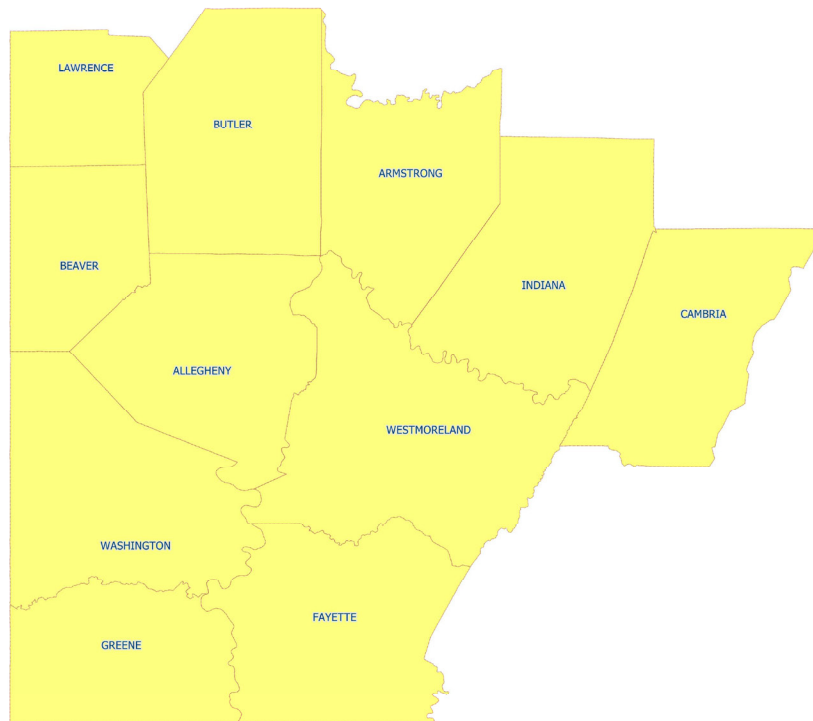 LAWRENCE
BUTLER
ARMSTRONG
BEAVER
INDIANA
CAMBRIA
ALLEGHENY
WESTMORELAND
WASHINGTON
FAYETTE
GREENE